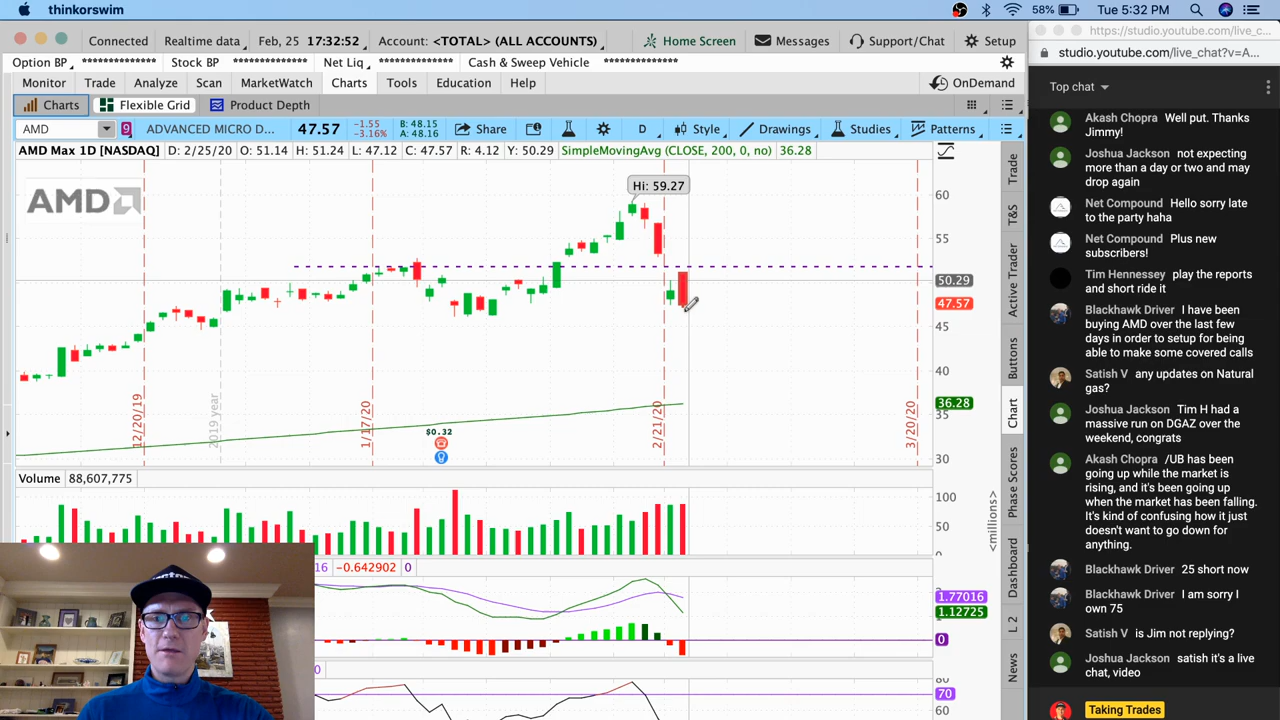 thinkorswim
58%
Tue 5:32 PM
Connected
Realtime data
Feb, 25 17:32:52
Account: <TOTAL> (ALL ACCOUNTS)
Home Screen
Messages
Support/Chat
Setup
https://studio.youtube.com/live_c...
Option BP
**************
Stock BP
**************
Net Liq
**************
Cash & Sweep Vehicle
**************
studio.youtube.com/live_chat?v=A...
Monitor
Trade
Analyze
Scan
MarketWatch
Charts
Tools
Education
Help
OnDemand
Top chat
Charts
Flexible Grid
Product Depth
AMD
9
ADVANCED MICRO D...
47.57
-1.55
-3.16%
B: 48.15
A: 48.16
Share
D
Style
Drawings
Studies
Patterns
AMD Max 1D [NASDAQ]
D: 2/25/20
O: 51.14
H: 51.24
L: 47.12
C: 47.57
R: 4.12
Y: 50.29
SimpleMovingAvg (CLOSE, 200, 0, no)
36.28
AMD
Hi: 59.27
60
55
50.29
47.57
45
40
36.28
35
30
12/20/19
2019 year
1/17/20
2/21/20
3/20/20
$0.32
Volume
88,607,775
100
50
0
<millions>
16
-0.642902
0
1.77016
1.12725
0
0
80
70
60
Trade
T&S
Active Trader
Buttons
Chart
Phase Scores
Dashboard
L 2
News
Akash Chopra Well put. Thanks
Jimmy!
Joshua Jackson not expecting
more than a day or two and may
drop again
Net Compound Hello sorry late
to the party haha
Net Compound Plus new
subscribers!
Tim Hennessey play the reports
and short ride it
Blackhawk Driver I have been
buying AMD over the last few
days in order to setup for being
able to make some covered calls
Satish V any updates on Natural
gas?
Joshua Jackson Tim H had a
massive run on DGAZ over the
weekend, congrats
Akash Chopra /UB has been
going up while the market is
rising, and it's been going up
when the market has been falling.
It's kind of confusing how it just
doesn't want to go down for
anything.
Blackhawk Driver 25 short now
Blackhawk Driver I am sorry I
own 75
Satish V is Jim not replying?
Joshua Jackson satish it's a live
chat, video
Taking Trades